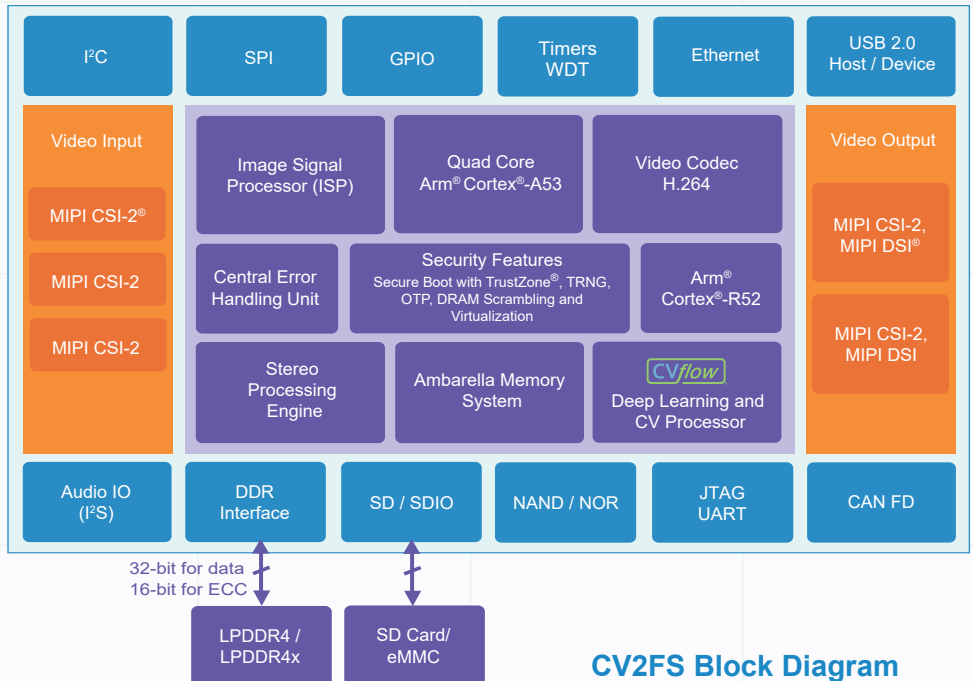 I²C
SPI
GPIO
Timers
WDT
Ethernet
USB 2.0
Host / Device
Video Input
MIPI CSI-2®
MIPI CSI-2
MIPI CSI-2
Image Signal
Processor (ISP)
Quad Core
Arm® Cortex®-A53
Video Codec
H.264
Central Error
Handling Unit
Security Features
Secure Boot with TrustZone®, TRNG,
OTP, DRAM Scrambling and
Virtualization
Arm®
Cortex®-R52
Stereo
Processing
Engine
Ambarella Memory
System
CVflow
Deep Learning and
CV Processor
Video Output
MIPI CSI-2,
MIPI DSI®
MIPI CSI-2,
MIPI DSI
Audio IO
(I²S)
DDR
Interface
SD / SDIO
NAND / NOR
JTAG
UART
CAN FD
32-bit for data
16-bit for ECC
LPDDR4 /
LPDDR4x
SD Card/
eMMC
CV2FS Block Diagram